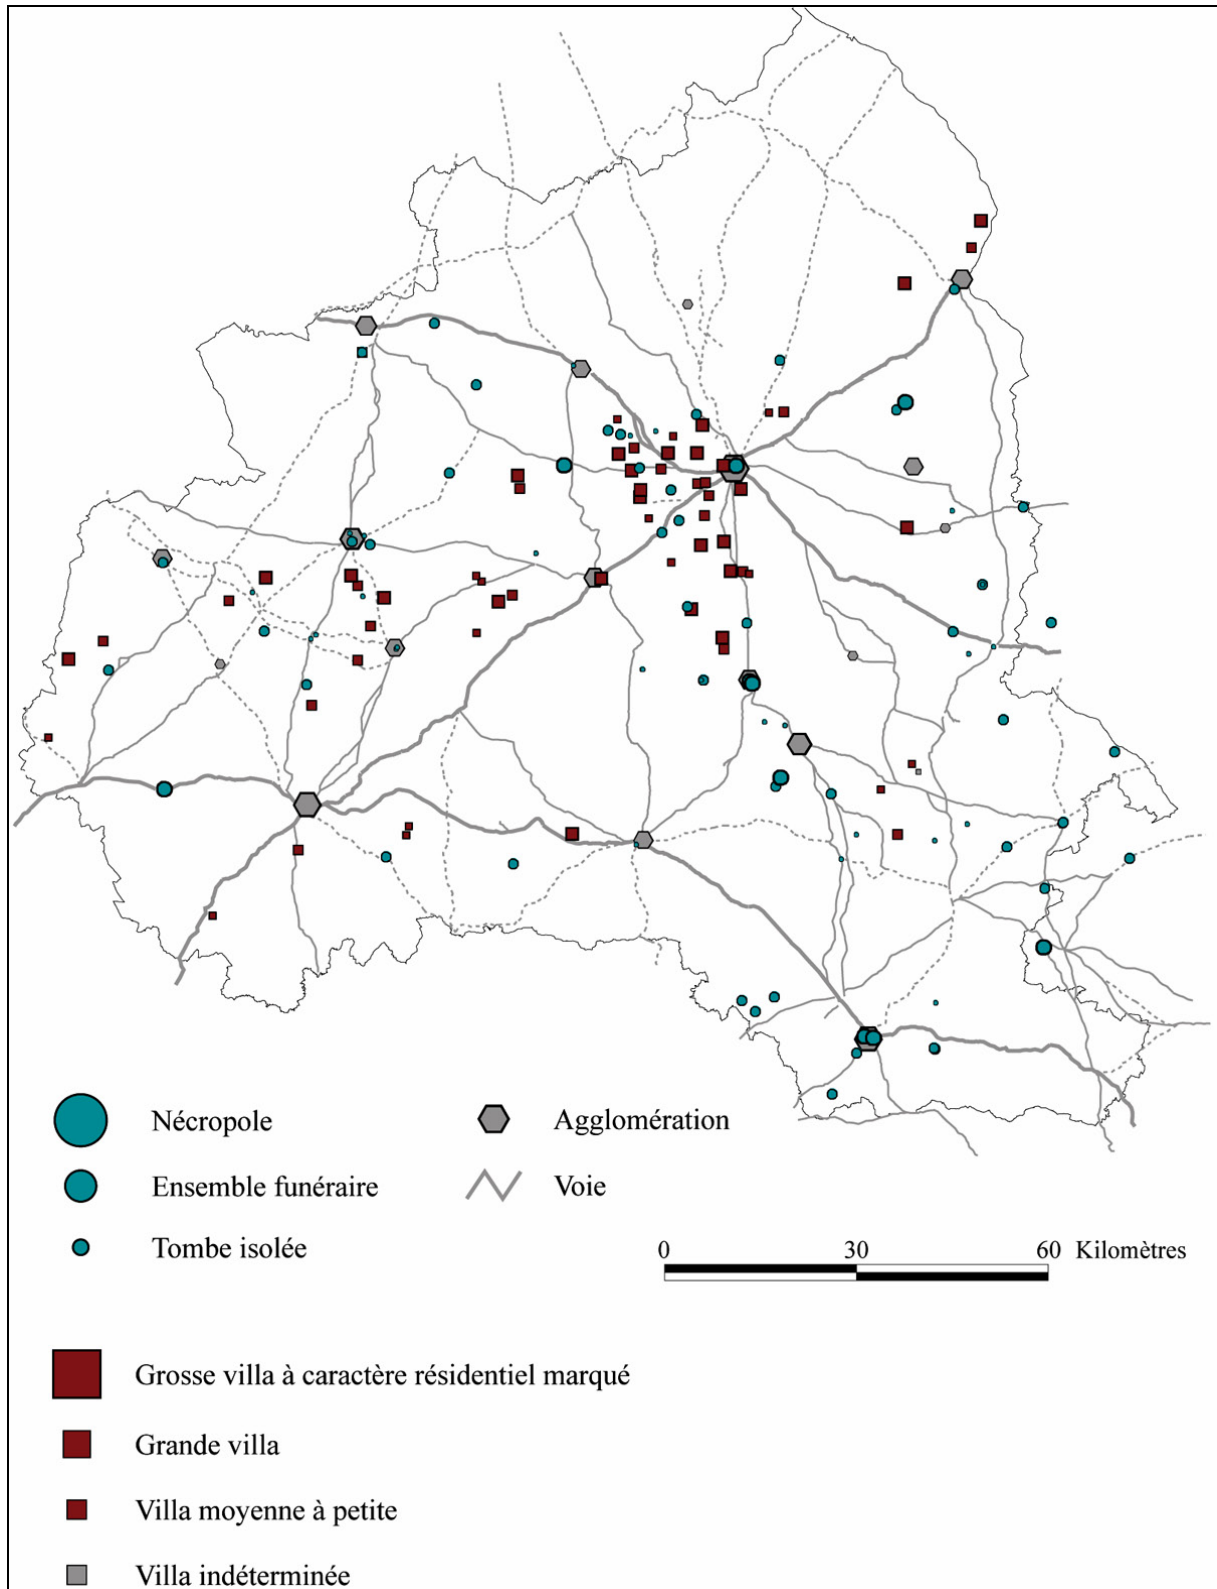 Nécropole
Ensemble funéraire
Tombe isolée
Agglomération
Voie
0 30 60 Kilomètres
Grosse villa à caractère résidentiel marqué
Grande villa
Villa moyenne à petite
Villa indéterminée